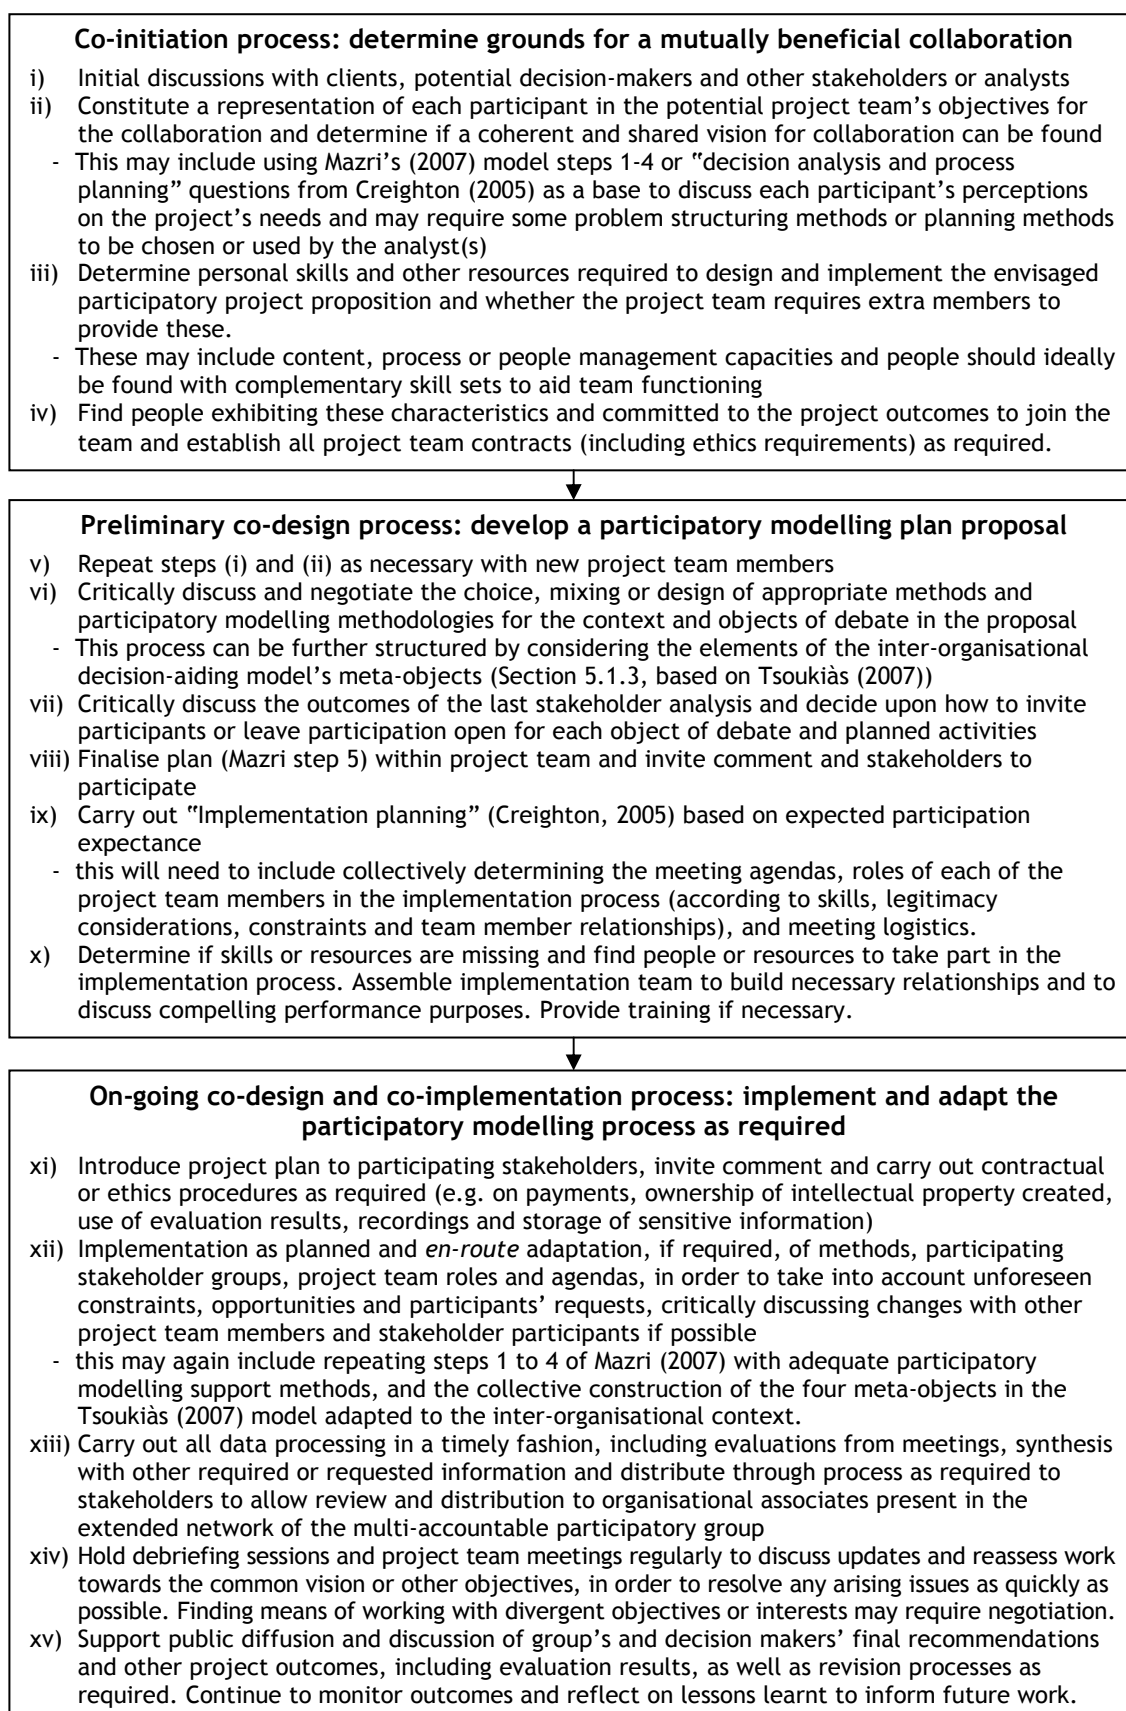 Co-initiation process: determine grounds for a mutually beneficial collaboration
i) Initial discussions with clients, potential decision-makers and other stakeholders or analysts
ii) Constitute a representation of each participant in the potential project team's objectives for
the collaboration and determine if a coherent and shared vision for collaboration can be found
- This may include using Mazri's (2007) model steps 1-4 or "decision analysis and process
planning" questions from Creighton (2005) as a base to discuss each participant's perceptions
on the project's needs and may require some problem structuring methods or planning methods
to be chosen or used by the analyst(s)
iii) Determine personal skills and other resources required to design and implement the envisaged
participatory project proposition and whether the project team requires extra members to
provide these.
- These may include content, process or people management capacities and people should ideally
be found with complementary skill sets to aid team functioning
iv) Find people exhibiting these characteristics and committed to the project outcomes to join the
team and establish all project team contracts (including ethics requirements) as required.
Preliminary co-design process: develop a participatory modelling plan proposal
v) Repeat steps (i) and (ii) as necessary with new project team members
vi) Critically discuss and negotiate the choice, mixing or design of appropriate methods and
participatory modelling methodologies for the context and objects of debate in the proposal
- This process can be further structured by considering the elements of the inter-organisational
decision-aiding model's meta-objects (Section 5.1.3, based on Tsoukiàs (2007))
vii) Critically discuss the outcomes of the last stakeholder analysis and decide upon how to invite
participants or leave participation open for each object of debate and planned activities
viii) Finalise plan (Mazri step 5) within project team and invite comment and stakeholders to
participate
ix) Carry out "Implementation planning" (Creighton, 2005) based on expected participation
expectance
- this will need to include collectively determining the meeting agendas, roles of each of the
project team members in the implementation process (according to skills, legitimacy
considerations, constraints and team member relationships), and meeting logistics.
x) Determine if skills or resources are missing and find people or resources to take part in the
implementation process. Assemble implementation team to build necessary relationships and to
discuss compelling performance purposes. Provide training if necessary.
On-going co-design and co-implementation process: implement and adapt the
participatory modelling process as required
xi) Introduce project plan to participating stakeholders, invite comment and carry out contractual
or ethics procedures as required (e.g. on payments, ownership of intellectual property created,
use of evaluation results, recordings and storage of sensitive information)
xii) Implementation as planned and en-route adaptation, if required, of methods, participating
stakeholder groups, project team roles and agendas, in order to take into account unforeseen
constraints, opportunities and participants' requests, critically discussing changes with other
project team members and stakeholder participants if possible
- this may again include repeating steps 1 to 4 of Mazri (2007) with adequate participatory
modelling support methods, and the collective construction of the four meta-objects in the
Tsoukiàs (2007) model adapted to the inter-organisational context.
xiii) Carry out all data processing in a timely fashion, including evaluations from meetings, synthesis
with other required or requested information and distribute through process as required to
stakeholders to allow review and distribution to organisational associates present in the
extended network of the multi-accountable participatory group
xiv) Hold debriefing sessions and project team meetings regularly to discuss updates and reassess work
towards the common vision or other objectives, in order to resolve any arising issues as quickly as
possible. Finding means of working with divergent objectives or interests may require negotiation.
xv) Support public diffusion and discussion of group's and decision makers' final recommendations
and other project outcomes, including evaluation results, as well as revision processes as
required. Continue to monitor outcomes and reflect on lessons learnt to inform future work.